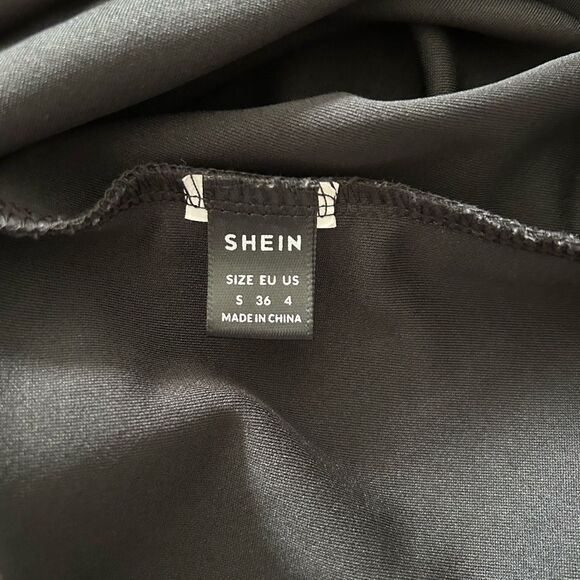 SHEIN
SIZE EU US
S 36 4
MADE IN CHINA